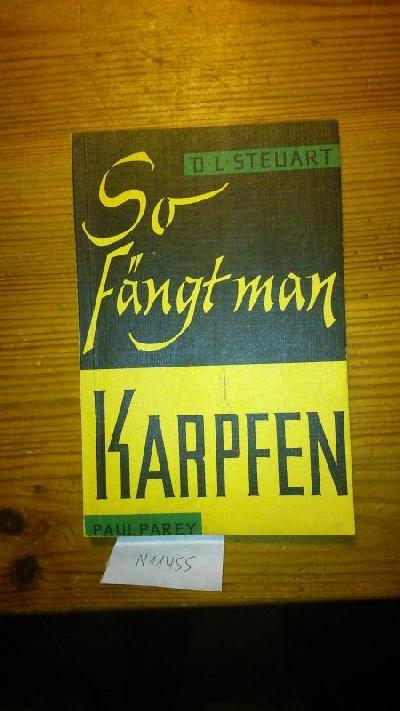 D. L. STEUART
So
fängt man
KARPFEN
PAUL PAREY
N11455